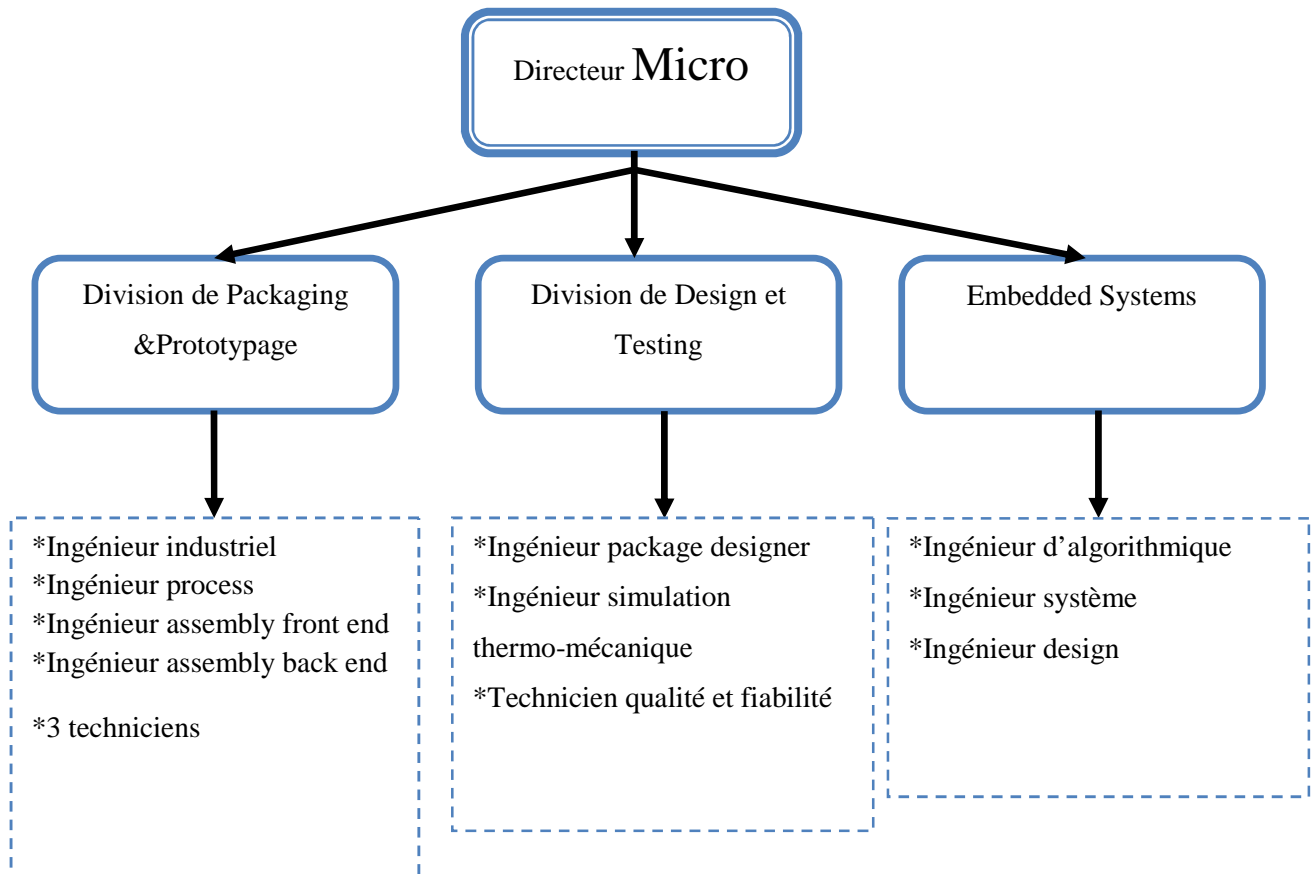 Directeur Micro
Division de Packaging
&Prototypage
Division de Design et
Testing
Embedded Systems
*Ingénieur industriel
*Ingénieur process
*Ingénieur assembly front end
*Ingénieur assembly back end
*3 techniciens
*Ingénieur package designer
*Ingénieur simulation
thermo-mécanique
*Technicien qualité et fiabilité
*Ingénieur d’algorithmique
*Ingénieur système
*Ingénieur design